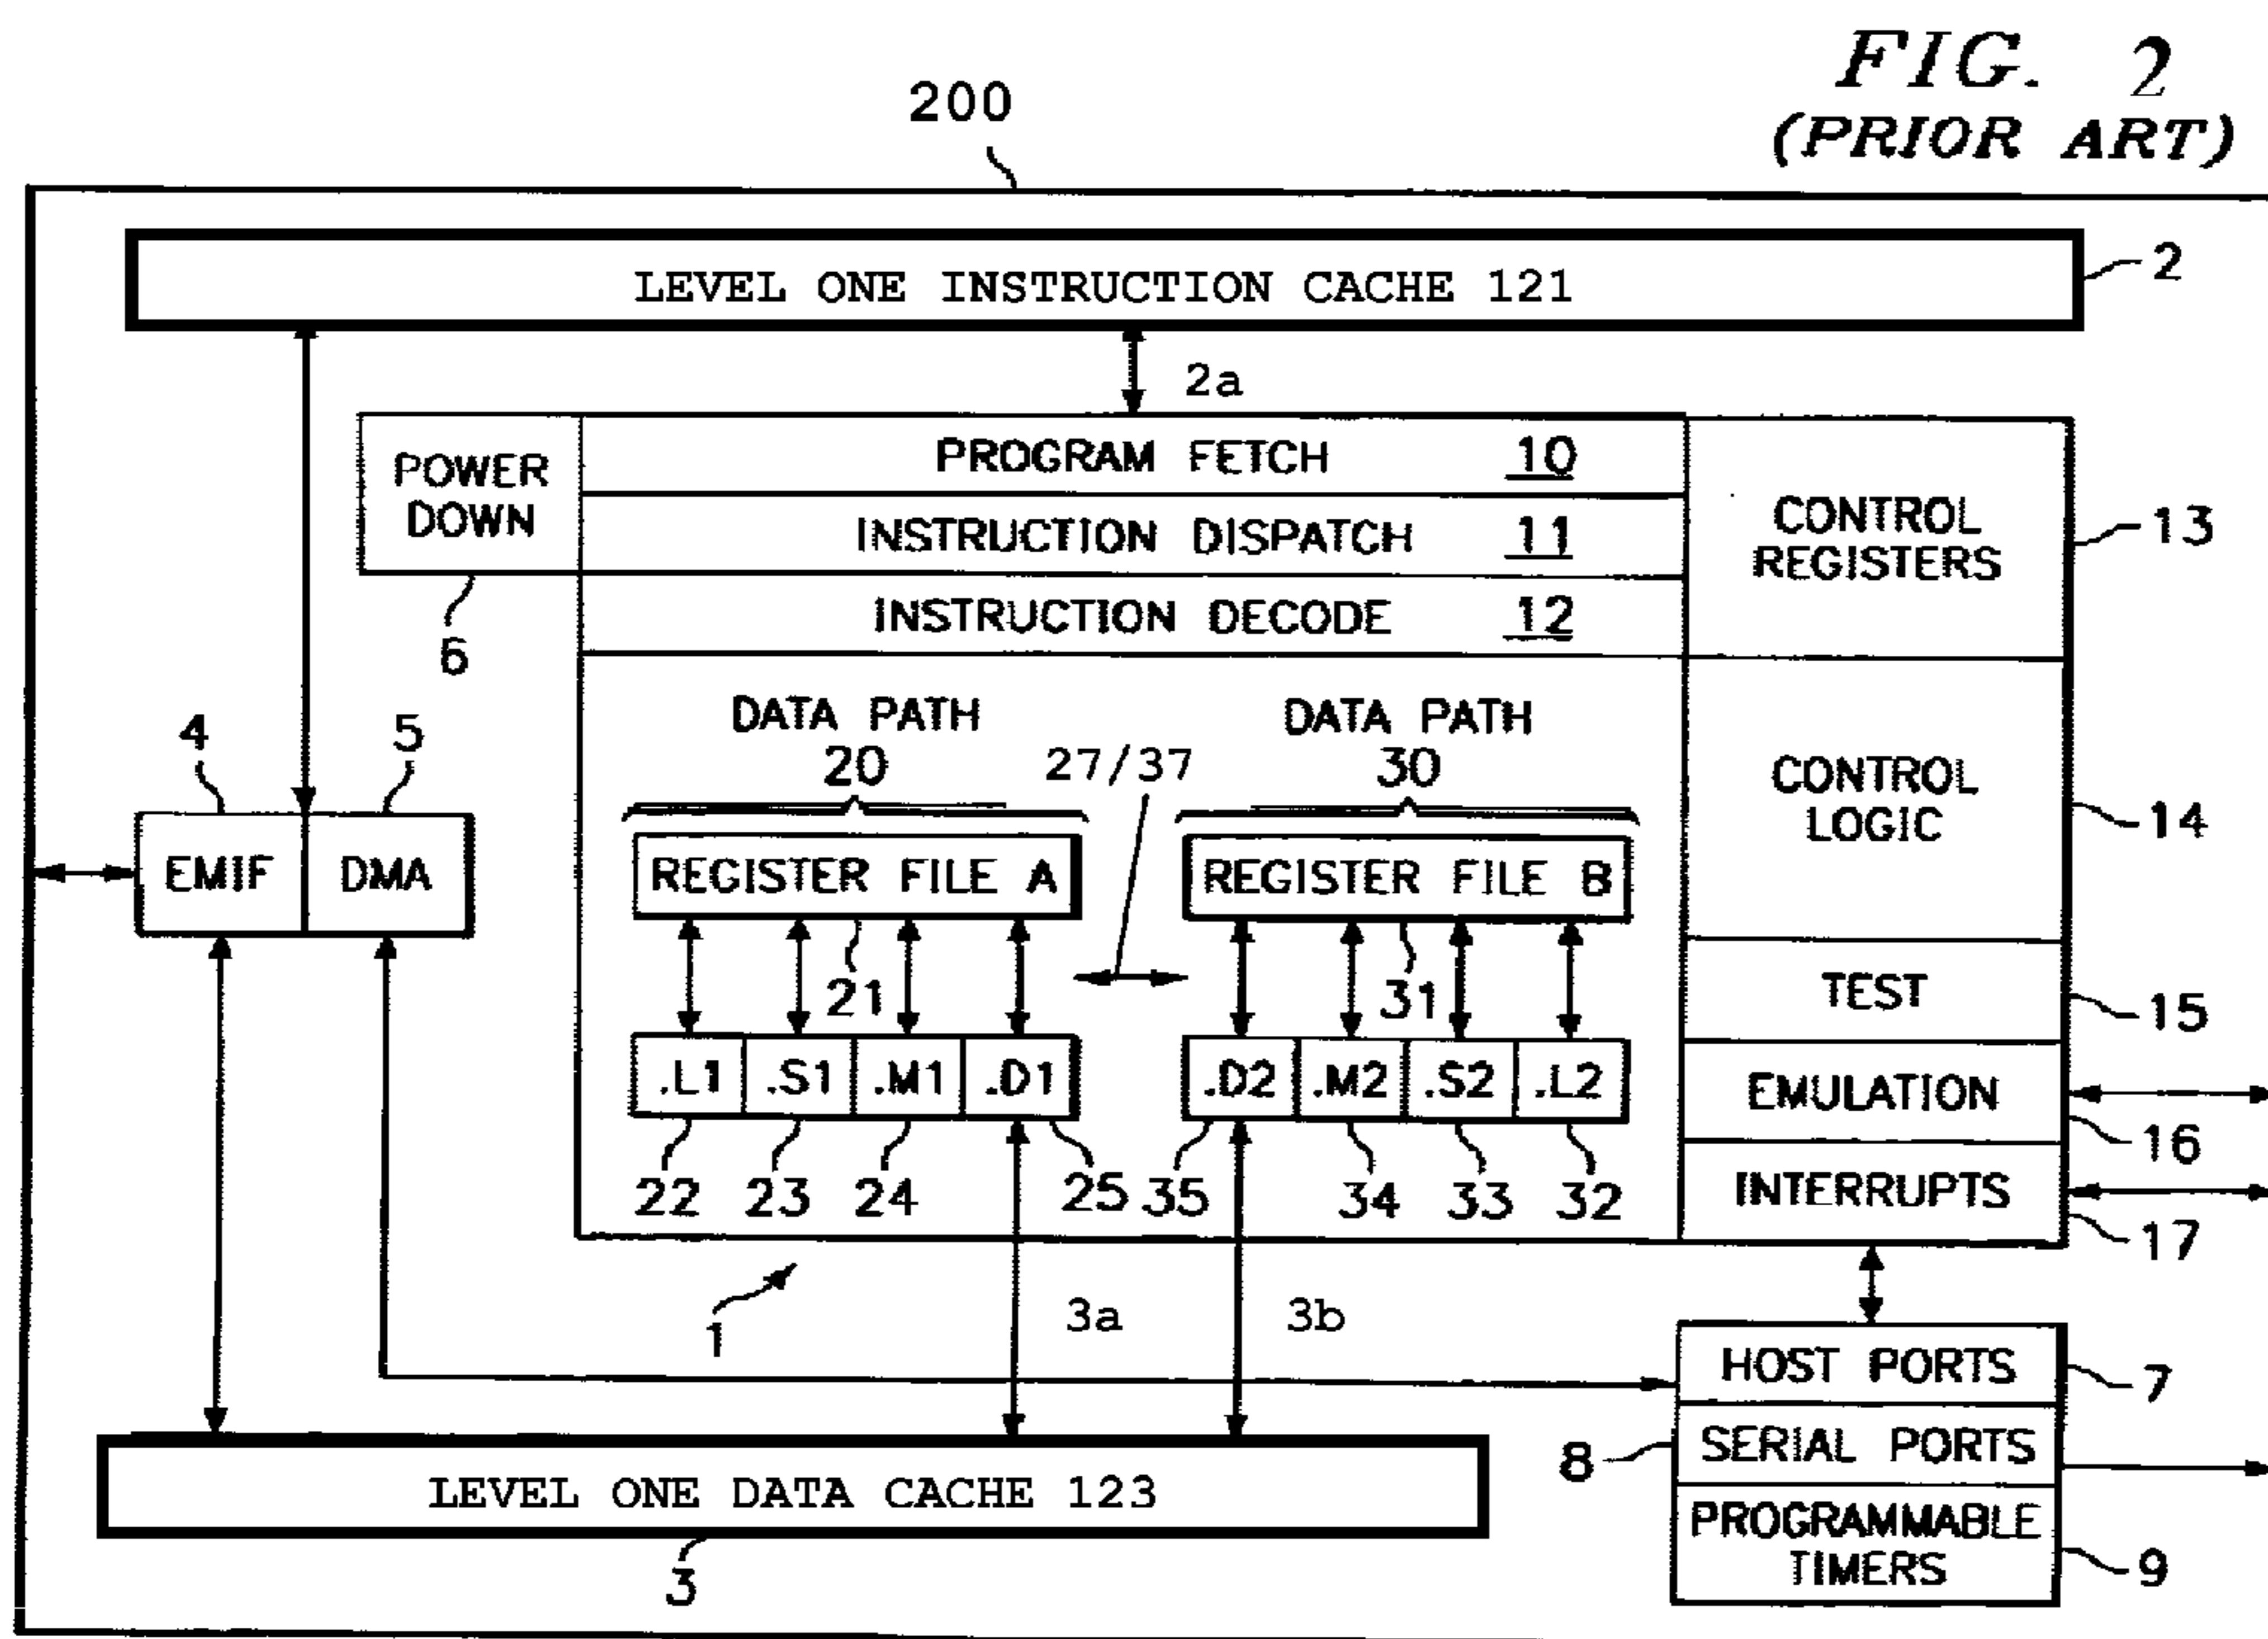 FIG. 2
(PRIOR ART)
200
LEVEL ONE INSTRUCTION CACHE 121
2
2a
POWER
DOWN
6
PROGRAM FETCH 10
INSTRUCTION DISPATCH 11
INSTRUCTION DECODE 12
CONTROL
REGISTERS
13
4
5
EMIF
DMA
DATA PATH
20
27/37
DATA PATH
30
REGISTER FILE A
REGISTER FILE B
21
31
.L1 .S1 .M1 .D1
.D2 .M2 .S2 .L2
22 23 24 25
35 34 33 32
CONTROL
LOGIC
14
TEST
15
EMULATION
16
INTERRUPTS
17
1
3a
3b
HOST PORTS
7
8
SERIAL PORTS
PROGRAMMABLE
TIMERS
9
LEVEL ONE DATA CACHE 123
3